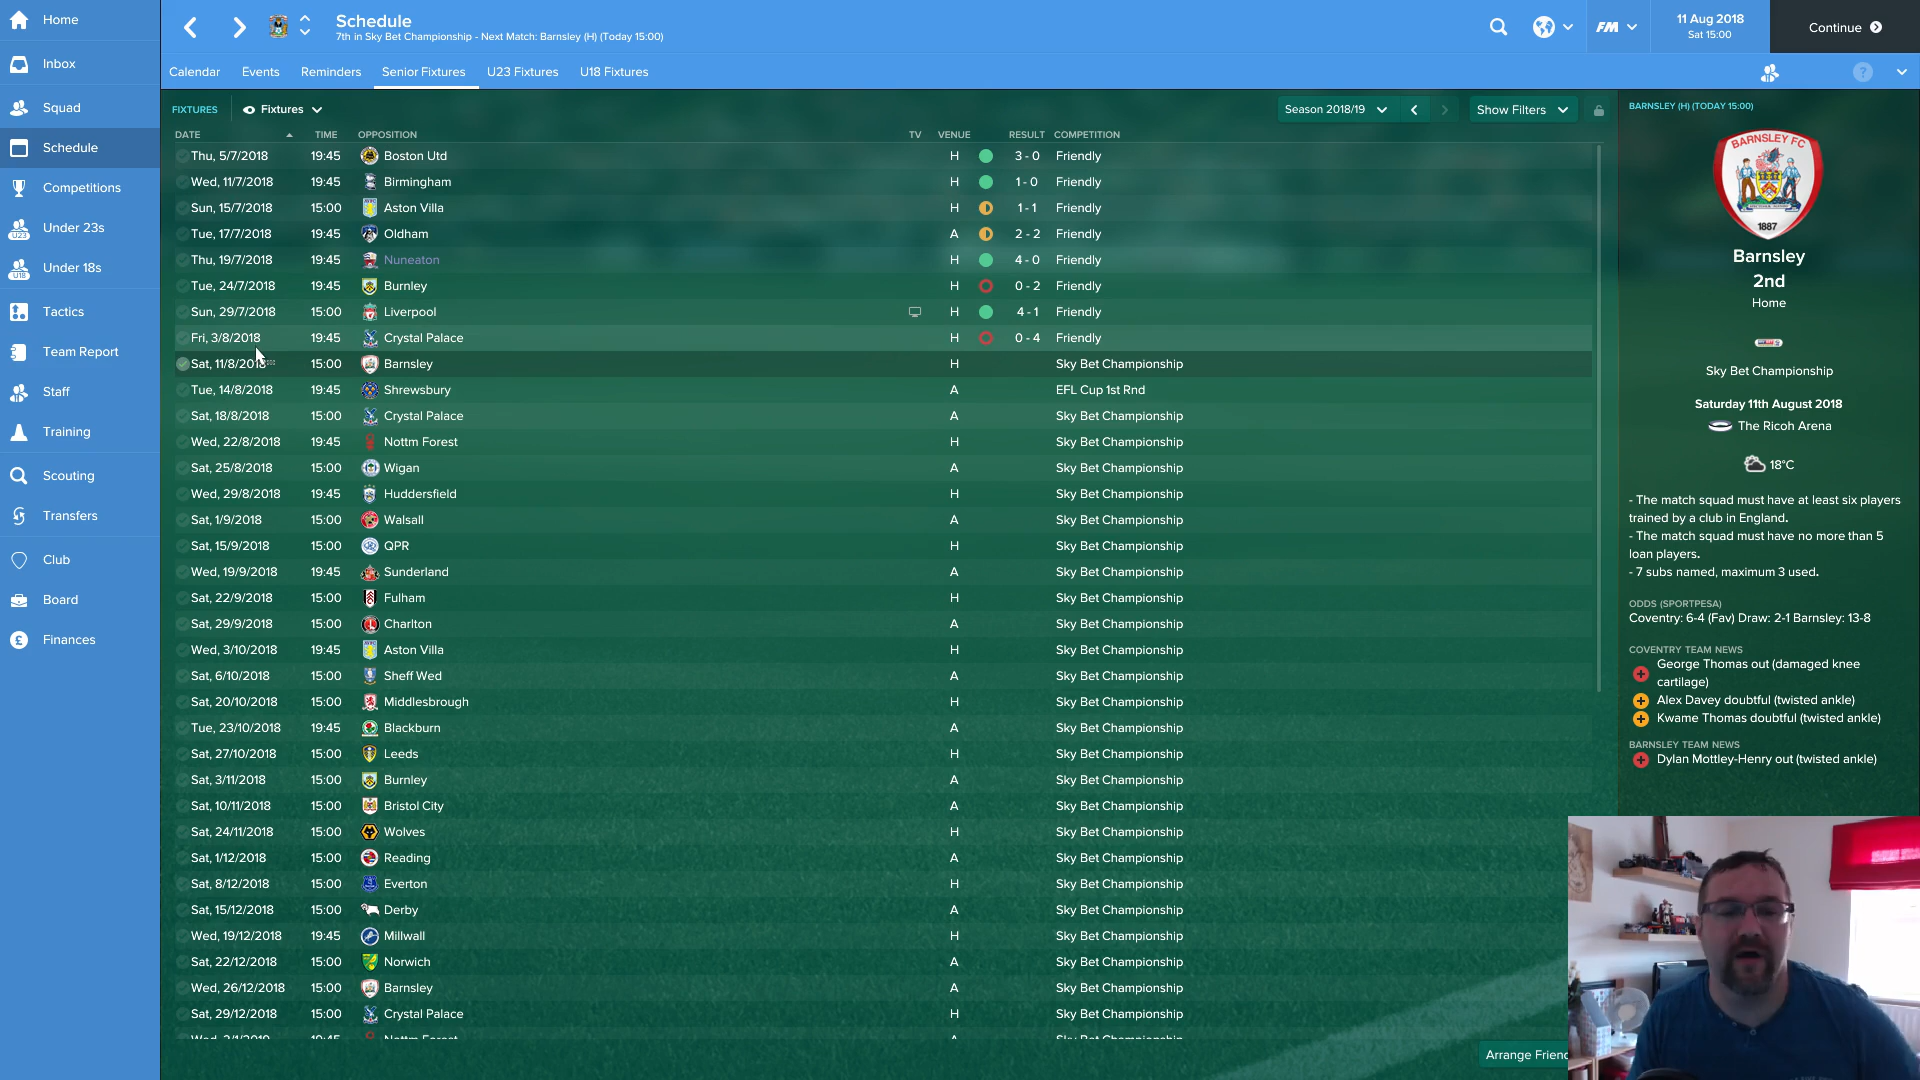 Home
Inbox
Squad
Schedule
Competitions
Under 23s
Under 18s
Tactics
Team Report
Staff
Training
Scouting
Transfers
Club
Board
Finances
Schedule
7th in Sky Bet Championship - Next Match: Barnsley (H) (Today 15:00)
FM
11 Aug 2018
Sat 15:00
Continue
Calendar Events Reminders Senior Fixtures U23 Fixtures U18 Fixtures
?
FIXTURES Fixtures Season 2018/19 Show Filters
DATE TIME OPPOSITION TV VENUE RESULT COMPETITION
Thu, 5/7/2018 19:45 Boston Utd H 3 - 0 Friendly
Wed, 11/7/2018 19:45 Birmingham H 1 - 0 Friendly
Sun, 15/7/2018 15:00 Aston Villa H 1 - 1 Friendly
Tue, 17/7/2018 19:45 Oldham A 2 - 2 Friendly
Thu, 19/7/2018 19:45 Nuneaton H 4 - 0 Friendly
Tue, 24/7/2018 19:45 Burnley H 0 - 2 Friendly
Sun, 29/7/2018 15:00 Liverpool H 4 - 1 Friendly
Fri, 3/8/2018 19:45 Crystal Palace H 0 - 4 Friendly
Sat, 11/8/2018 15:00 Barnsley H Sky Bet Championship
Tue, 14/8/2018 19:45 Shrewsbury A EFL Cup 1st Rnd
Sat, 18/8/2018 15:00 Crystal Palace A Sky Bet Championship
Wed, 22/8/2018 19:45 Nottm Forest H Sky Bet Championship
Sat, 25/8/2018 15:00 Wigan A Sky Bet Championship
Wed, 29/8/2018 19:45 Huddersfield H Sky Bet Championship
Sat, 1/9/2018 15:00 Walsall A Sky Bet Championship
Sat, 15/9/2018 15:00 QPR H Sky Bet Championship
Wed, 19/9/2018 19:45 Sunderland A Sky Bet Championship
Sat, 22/9/2018 15:00 Fulham H Sky Bet Championship
Sat, 29/9/2018 15:00 Charlton A Sky Bet Championship
Wed, 3/10/2018 19:45 Aston Villa H Sky Bet Championship
Sat, 6/10/2018 15:00 Sheff Wed A Sky Bet Championship
Sat, 20/10/2018 15:00 Middlesbrough H Sky Bet Championship
Tue, 23/10/2018 19:45 Blackburn A Sky Bet Championship
Sat, 27/10/2018 15:00 Leeds H Sky Bet Championship
Sat, 3/11/2018 15:00 Burnley A Sky Bet Championship
Sat, 10/11/2018 15:00 Bristol City A Sky Bet Championship
Sat, 24/11/2018 15:00 Wolves H Sky Bet Championship
Sat, 1/12/2018 15:00 Reading A Sky Bet Championship
Sat, 8/12/2018 15:00 Everton H Sky Bet Championship
Sat, 15/12/2018 15:00 Derby A Sky Bet Championship
Wed, 19/12/2018 19:45 Millwall H Sky Bet Championship
Sat, 22/12/2018 15:00 Norwich A Sky Bet Championship
Wed, 26/12/2018 15:00 Barnsley A Sky Bet Championship
Sat, 29/12/2018 15:00 Crystal Palace H Sky Bet Championship
Wed, 2/1/2019 19:45 Nottm Forest A Sky Bet Championship
Arrange Frien
BARNSLEY (H) (TODAY 15:00)
BARNSLEY FC
1887
Barnsley
2nd
Home
Sky Bet Championship
Saturday 11th August 2018
The Ricoh Arena
18°C
- The match squad must have at least six players
trained by a club in England.
- The match squad must have no more than 5
loan players.
- 7 subs named, maximum 3 used.
ODDS (SPORTPESA)
Coventry: 6-4 (Fav) Draw: 2-1 Barnsley: 13-8
COVENTRY TEAM NEWS
George Thomas out (damaged knee
cartilage)
Alex Davey doubtful (twisted ankle)
Kwame Thomas doubtful (twisted ankle)
BARNSLEY TEAM NEWS
Dylan Mottley-Henry out (twisted ankle)